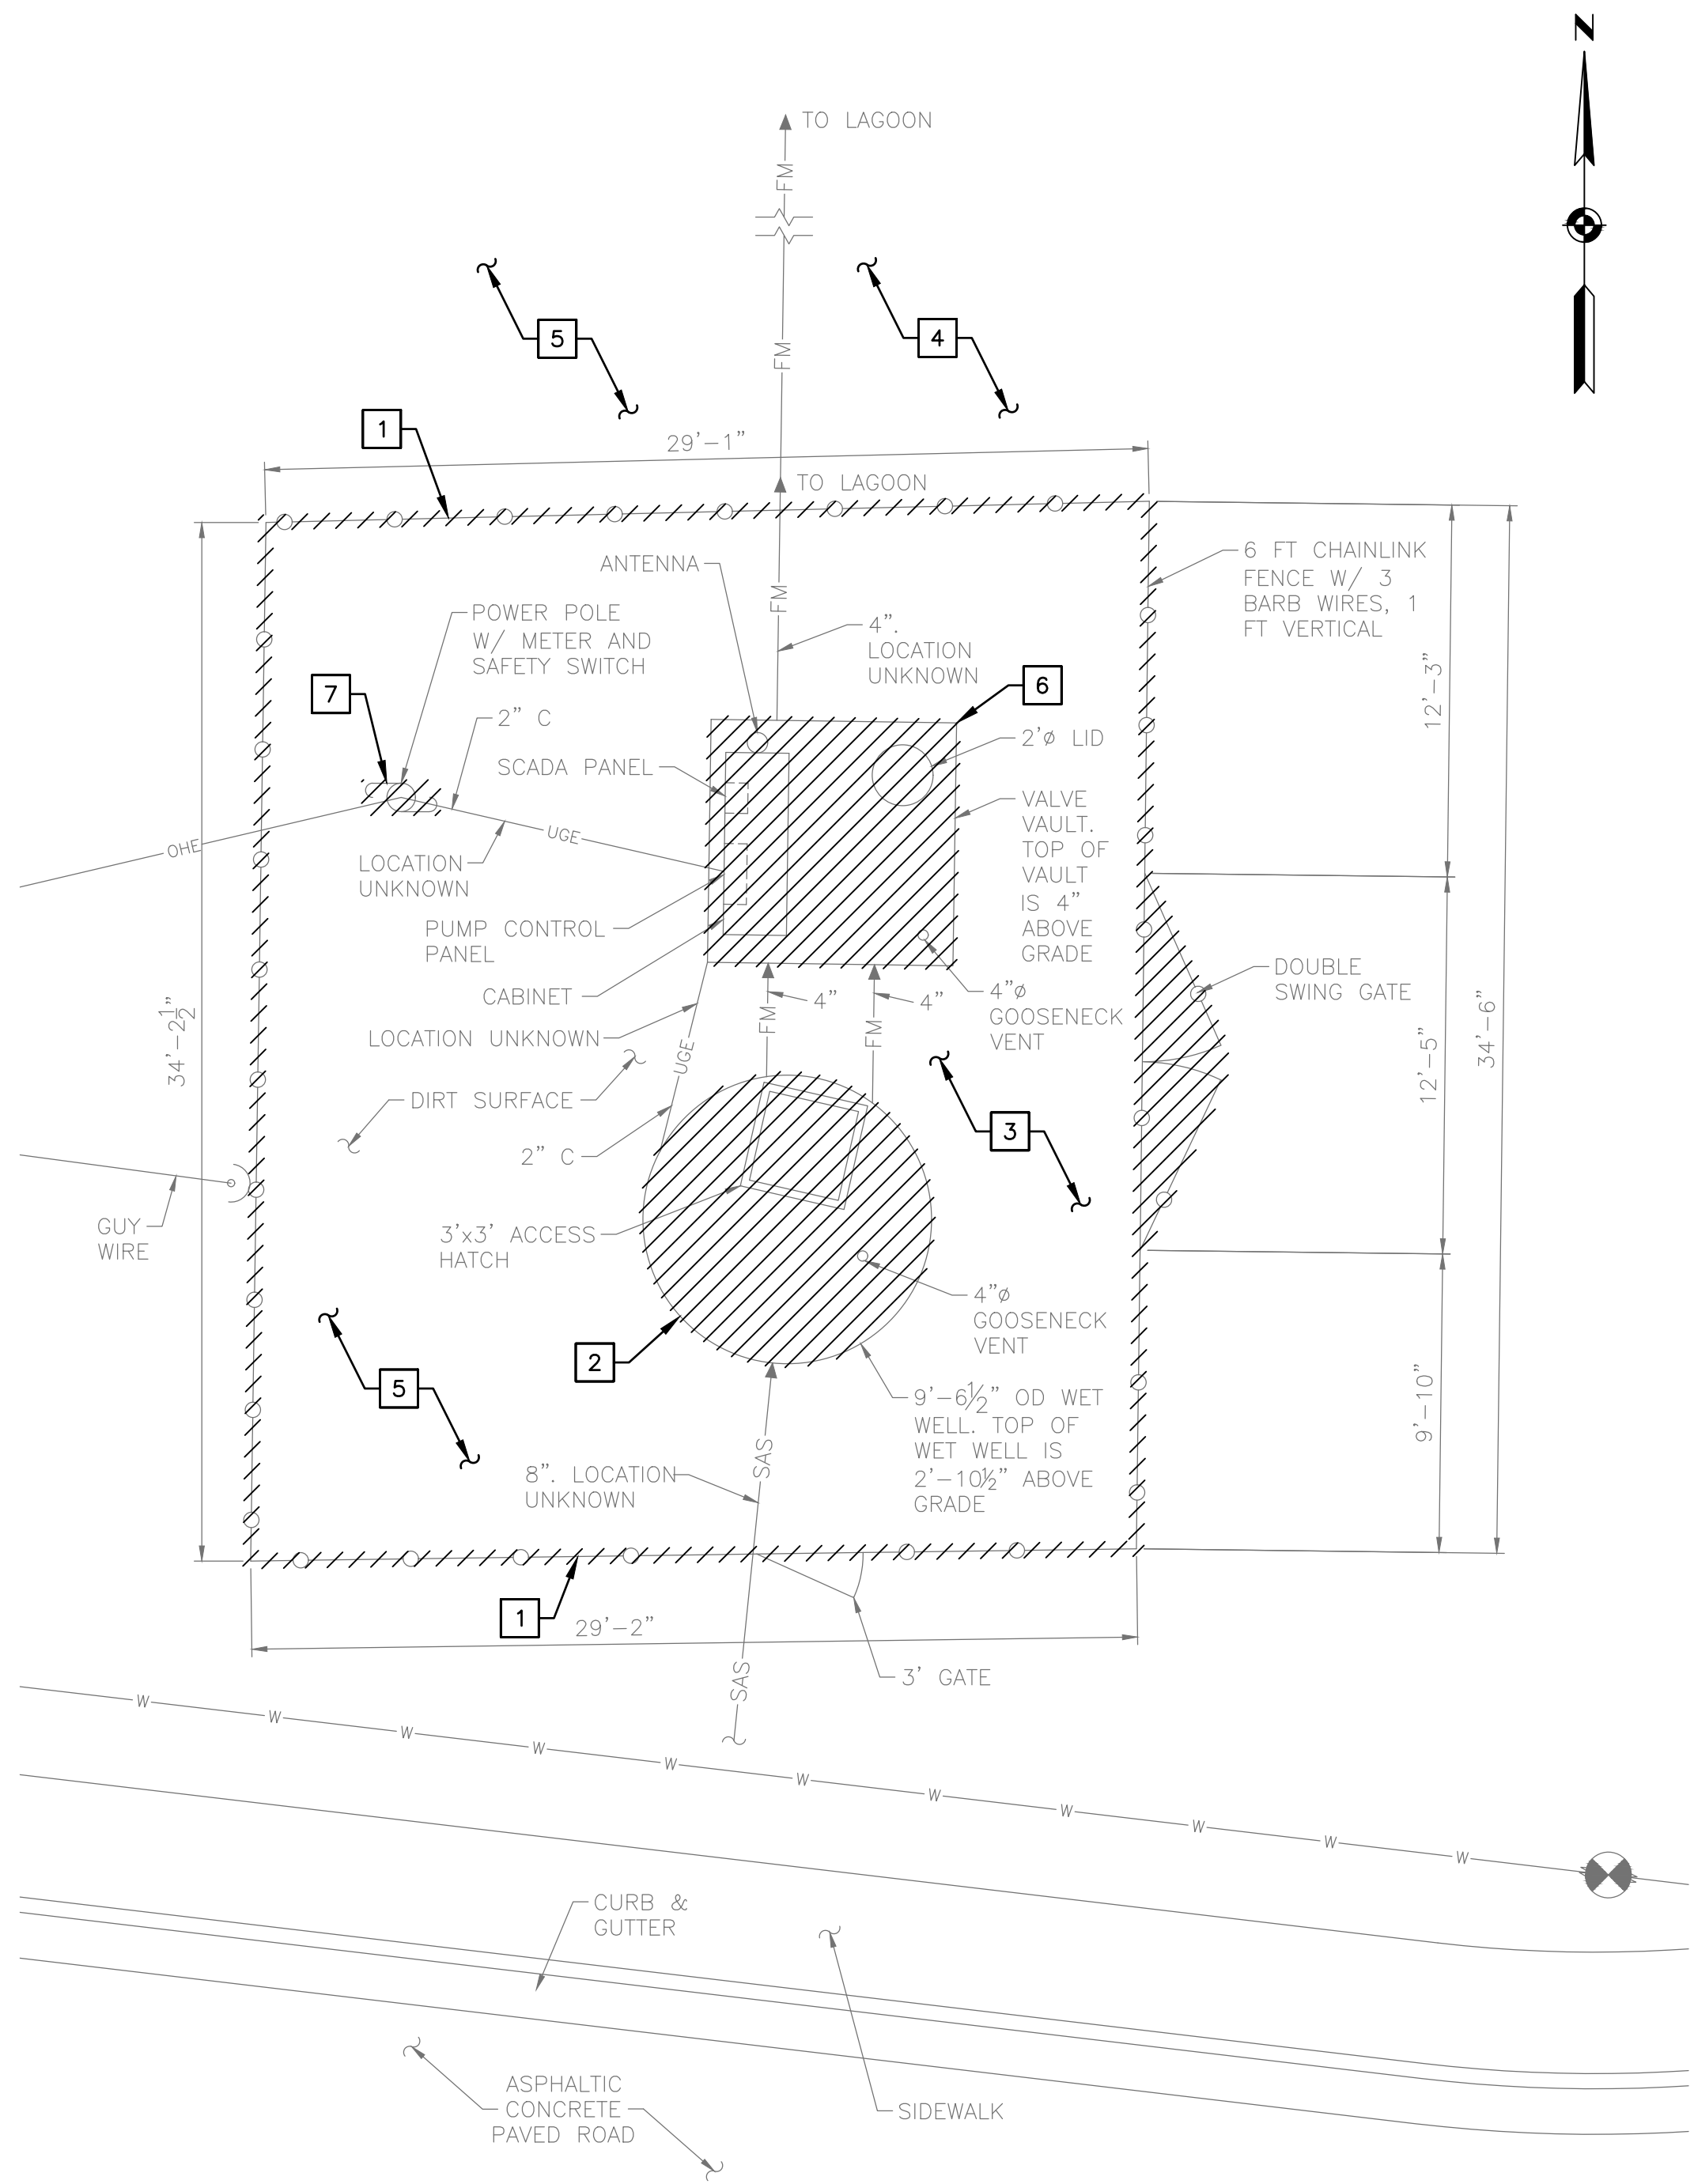 N
TO LAGOON
FM
5
4
FM
1
29'-1"
TO LAGOON
ANTENNA
6 FT CHAINLINK
FENCE W/ 3
BARB WIRES, 1
FT VERTICAL
FM
POWER POLE
W/ METER AND
SAFETY SWITCH
4".
LOCATION
UNKNOWN
12'-3"
7
6
2" C
2'ø LID
SCADA PANEL
VALVE
VAULT.
TOP OF
VAULT
IS 4"
ABOVE
GRADE
OHE
UGE
LOCATION
UNKNOWN
PUMP CONTROL
PANEL
CABINET
DOUBLE
SWING GATE
4"
4"
4"ø
GOOSENECK
VENT
LOCATION UNKNOWN
FM
FM
UGE
34'-2½"
12'-5"
34'-6"
DIRT SURFACE
3
2" C
GUY
WIRE
3'x3' ACCESS
HATCH
4"ø
GOOSENECK
VENT
2
5
9'-6½" OD WET
WELL. TOP OF
WET WELL IS
2'-10½" ABOVE
GRADE
9'-10"
SAS
8". LOCATION
UNKNOWN
1
29'-2"
SAS
3' GATE
W
W
W
W
W
W
W
W
W
W
W
CURB &
GUTTER
ASPHALTIC
CONCRETE
PAVED ROAD
SIDEWALK